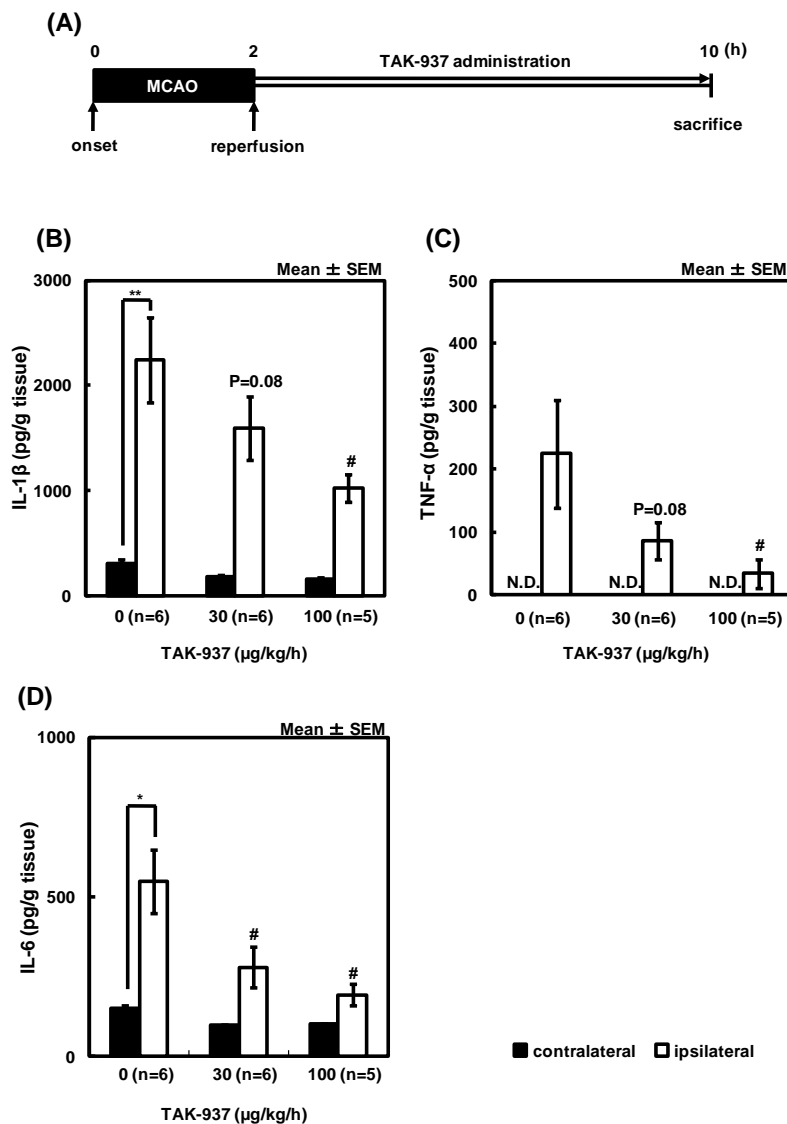 (A)
0 2 10 (h)
TAK-937 administration
MCAO
onset reperfusion sacrifice
(B)
Mean ± SEM
3000
2000
1000
0
IL-1β (pg/g tissue)
**
P=0.08
#
0 (n=6) 30 (n=6) 100 (n=5)
TAK-937 (μg/kg/h)
(C)
Mean ± SEM
500
400
300
200
100
0
TNF-α (pg/g tissue)
P=0.08
#
N.D. N.D. N.D.
0 (n=6) 30 (n=6) 100 (n=5)
TAK-937 (μg/kg/h)
(D)
Mean ± SEM
1000
500
0
IL-6 (pg/g tissue)
*
#
#
0 (n=6) 30 (n=6) 100 (n=5)
TAK-937 (μg/kg/h)
contralateral ipsilateral